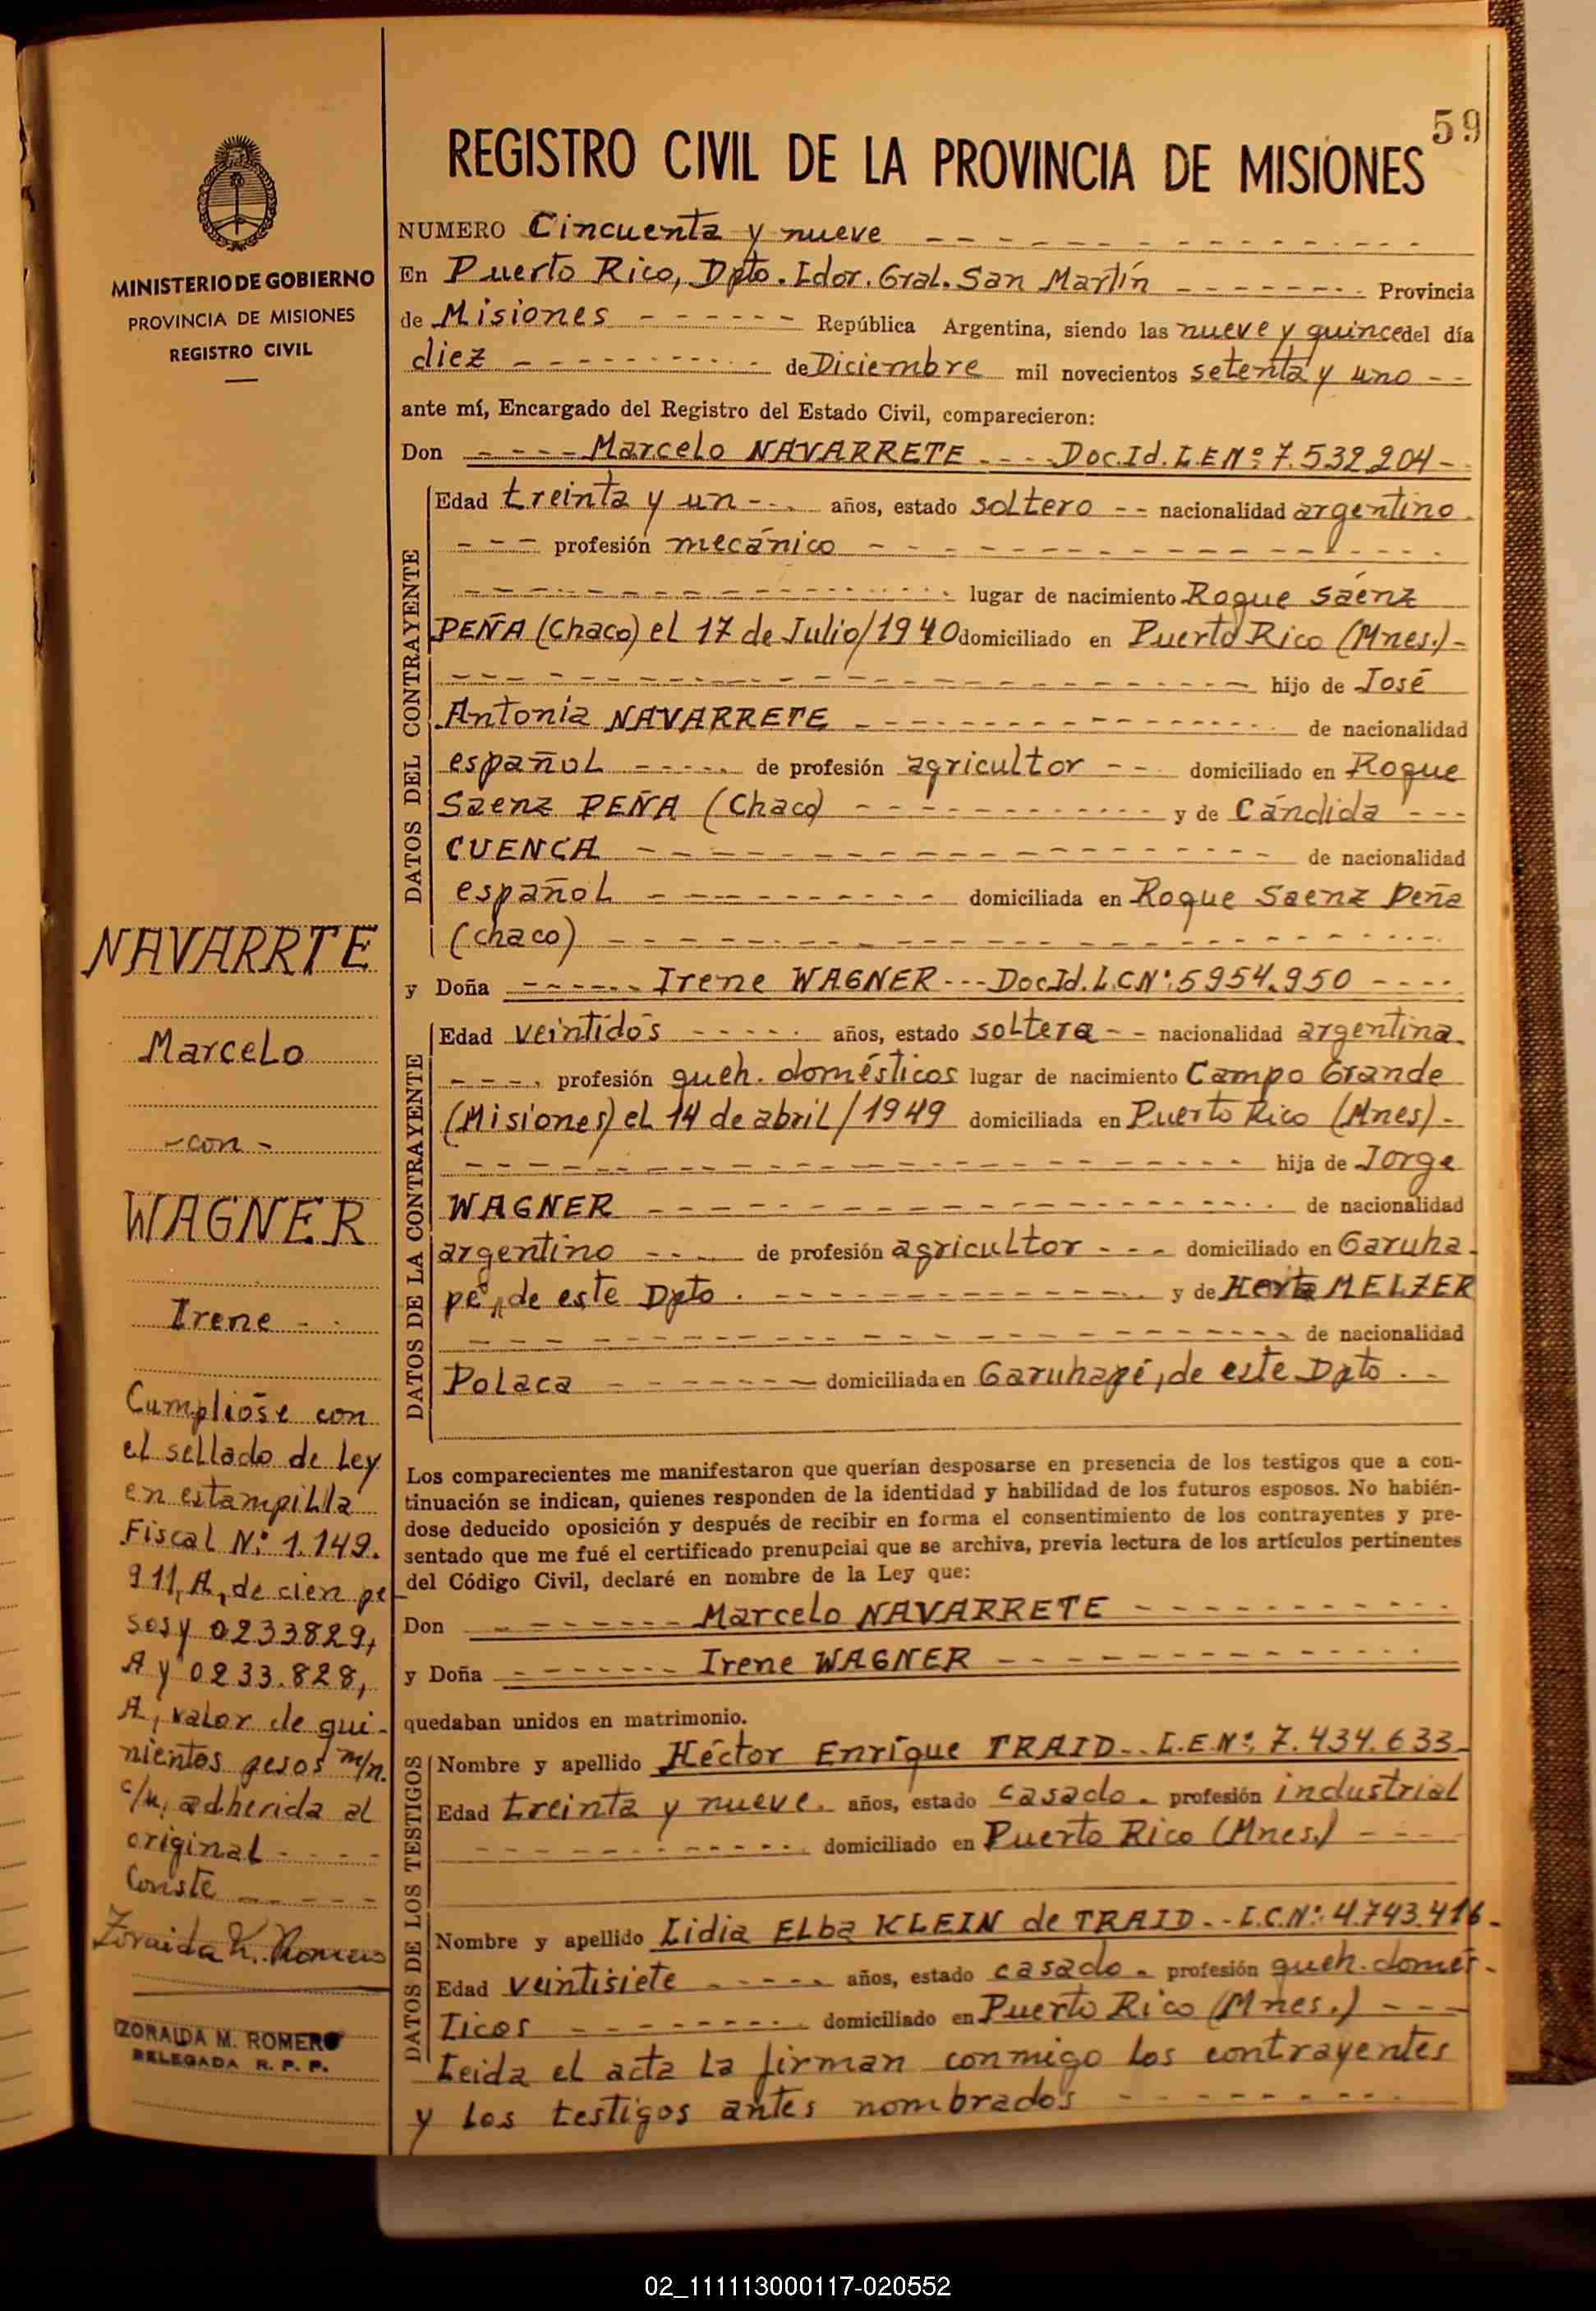 59
REGISTRO CIVIL DE LA PROVINCIA DE MISIONES
MINISTERIO DE GOBIERNO
PROVINCIA DE MISIONES
REGISTRO CIVIL
NAVARRTE
Marcelo
- con -
WAGNER
Irene
Cumplióse con
el sellado de Ley
en estampilla
Fiscal Nº: 1.149.
911, A, de cien pe
sos y 0233829,
A y 0233.828,
A, valor de qui-
nientos pesos m/n.
c/u, adherida al
original
Conste
Zoraida M. Romero
ZORAIDA M. ROMERO
DELEGADA R. P. P.
NUMERO Cincuenta y nueve
En Puerto Rico, Dpto. Ldor. Gral. San Martín Provincia
de Misiones República Argentina, siendo las nueve y quince del día
diez de Diciembre mil novecientos setenta y uno
ante mí, Encargado del Registro del Estado Civil, comparecieron:
Don Marcelo NAVARRETE Doc. Id. L.E Nº 7.532.204
DATOS DEL CONTRAYENTE
Edad treinta y un años, estado soltero nacionalidad argentino
profesión mecánico
lugar de nacimiento Roque Sáenz
PEÑA (Chaco) el 17 de Julio/1940 domiciliado en Puerto Rico (Mnes.)
hijo de José
Antonia NAVARRETE de nacionalidad
español de profesión agricultor domiciliado en Roque
Saenz PEÑA (Chaco) y de Cándida
CUENCA de nacionalidad
español domiciliada en Roque Saenz Peña
(chaco)
y Doña Irene WAGNER Doc Id. L.C Nº: 5954.950
DATOS DE LA CONTRAYENTE
Edad veintidós años, estado soltera nacionalidad argentina
profesión queh. domésticos lugar de nacimiento Campo Grande
(Misiones) el 14 de abril/1949 domiciliada en Puerto Rico (Mnes)
hija de Jorge
WAGNER de nacionalidad
argentino de profesión agricultor domiciliado en Garuha
pé, de este Dpto. y de Herta MELZER
de nacionalidad
Polaca domiciliada en Garuhapé, de este Dpto
Los comparecientes me manifestaron que querían desposarse en presencia de los testigos que a con-
tinuación se indican, quienes responden de la identidad y habilidad de los futuros esposos. No habién-
dose deducido oposición y después de recibir en forma el consentimiento de los contrayentes y pre-
sentado que me fué el certificado prenupcial que se archiva, previa lectura de los artículos pertinentes
del Código Civil, declaré en nombre de la Ley que:
Don Marcelo NAVARRETE
y Doña Irene WAGNER
quedaban unidos en matrimonio.
DATOS DE LOS TESTIGOS
Nombre y apellido Héctor Enrique TRAID L.E.Nº: 7.434.633
Edad treinta y nueve años, estado casado profesión industrial
domiciliado en Puerto Rico (Mnes.)
Nombre y apellido Lidia Elba KLEIN de TRAID L.C.Nº: 4.743.416
Edad veintisiete años, estado casado profesión queh. domés-
ticos domiciliado en Puerto Rico (Mnes.)
Leida el acta la firman conmigo los contrayentes
y los testigos antes nombrados
02_111113000117-020552